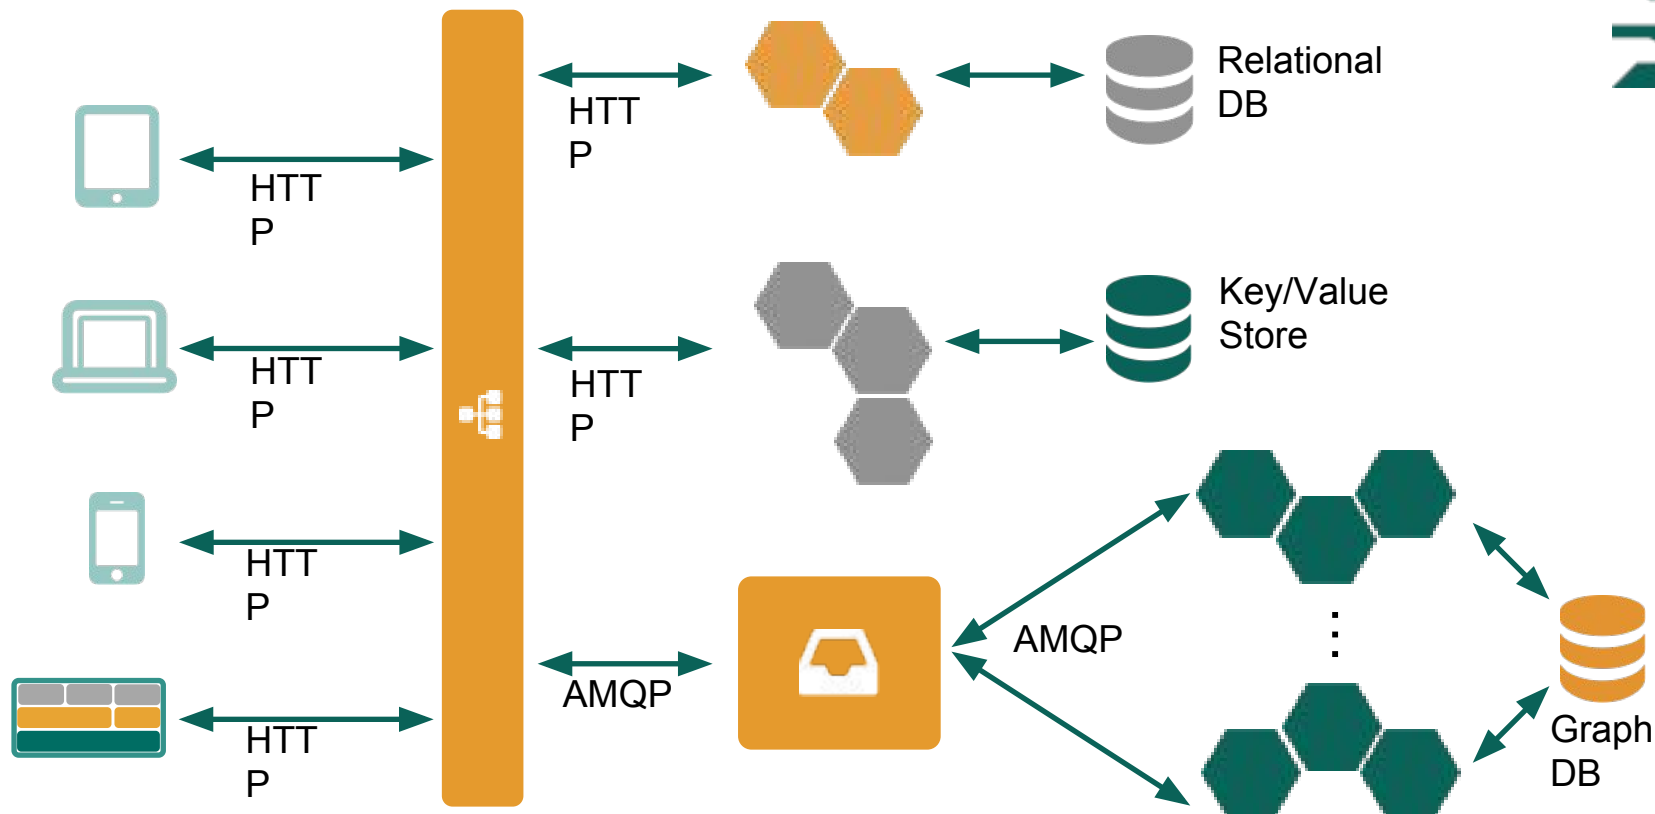 HTT
P
Relational
DB
HTT
P
HTT
P
HTT
P
Key/Value
Store
HTT
P
AMQP
AMQP
HTT
P
Graph
DB